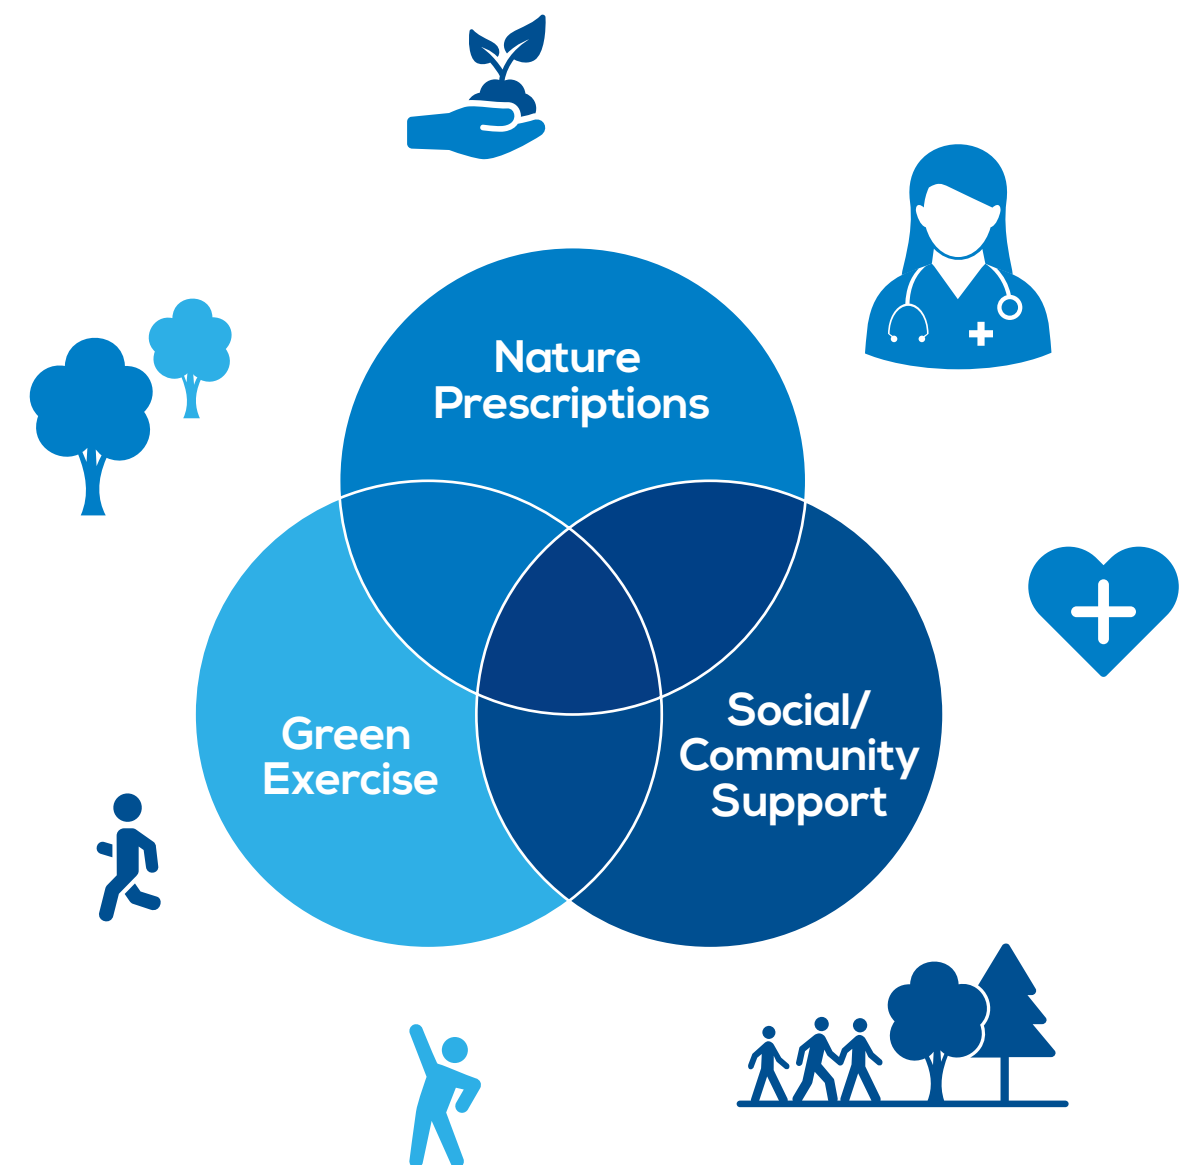 Nature
Prescriptions
Green
Exercise
Social/
Community
Support